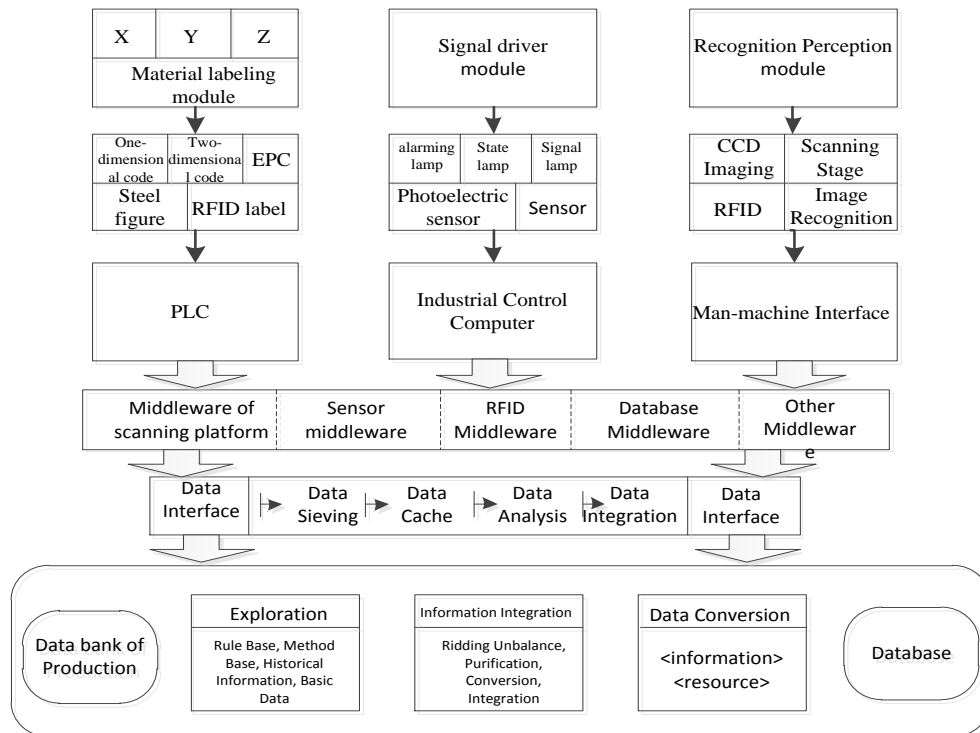 X Y Z
Material labeling
module
Signal driver
module
Recognition Perception
module
One-
dimension
al code
Two-
dimensiona
l code
EPC
Steel
figure
RFID label
alarming
lamp
State
lamp
Signal
lamp
Photoelectric
sensor
Sensor
CCD
Imaging
Scanning
Stage
RFID
Image
Recognition
PLC
Industrial Control
Computer
Man-machine Interface
Middleware of
scanning platform
Sensor
middleware
RFID
Middleware
Database
Middleware
Other
Middlewar
e
Data
Interface
Data
Sieving
Data
Cache
Data
Analysis
Data
Integration
Data
Interface
Data bank of
Production
Exploration
Rule Base, Method
Base, Historical
Information, Basic
Data
Information Integration
Ridding Unbalance,
Purification,
Conversion,
Integration
Data Conversion
<information>
<resource>
Database